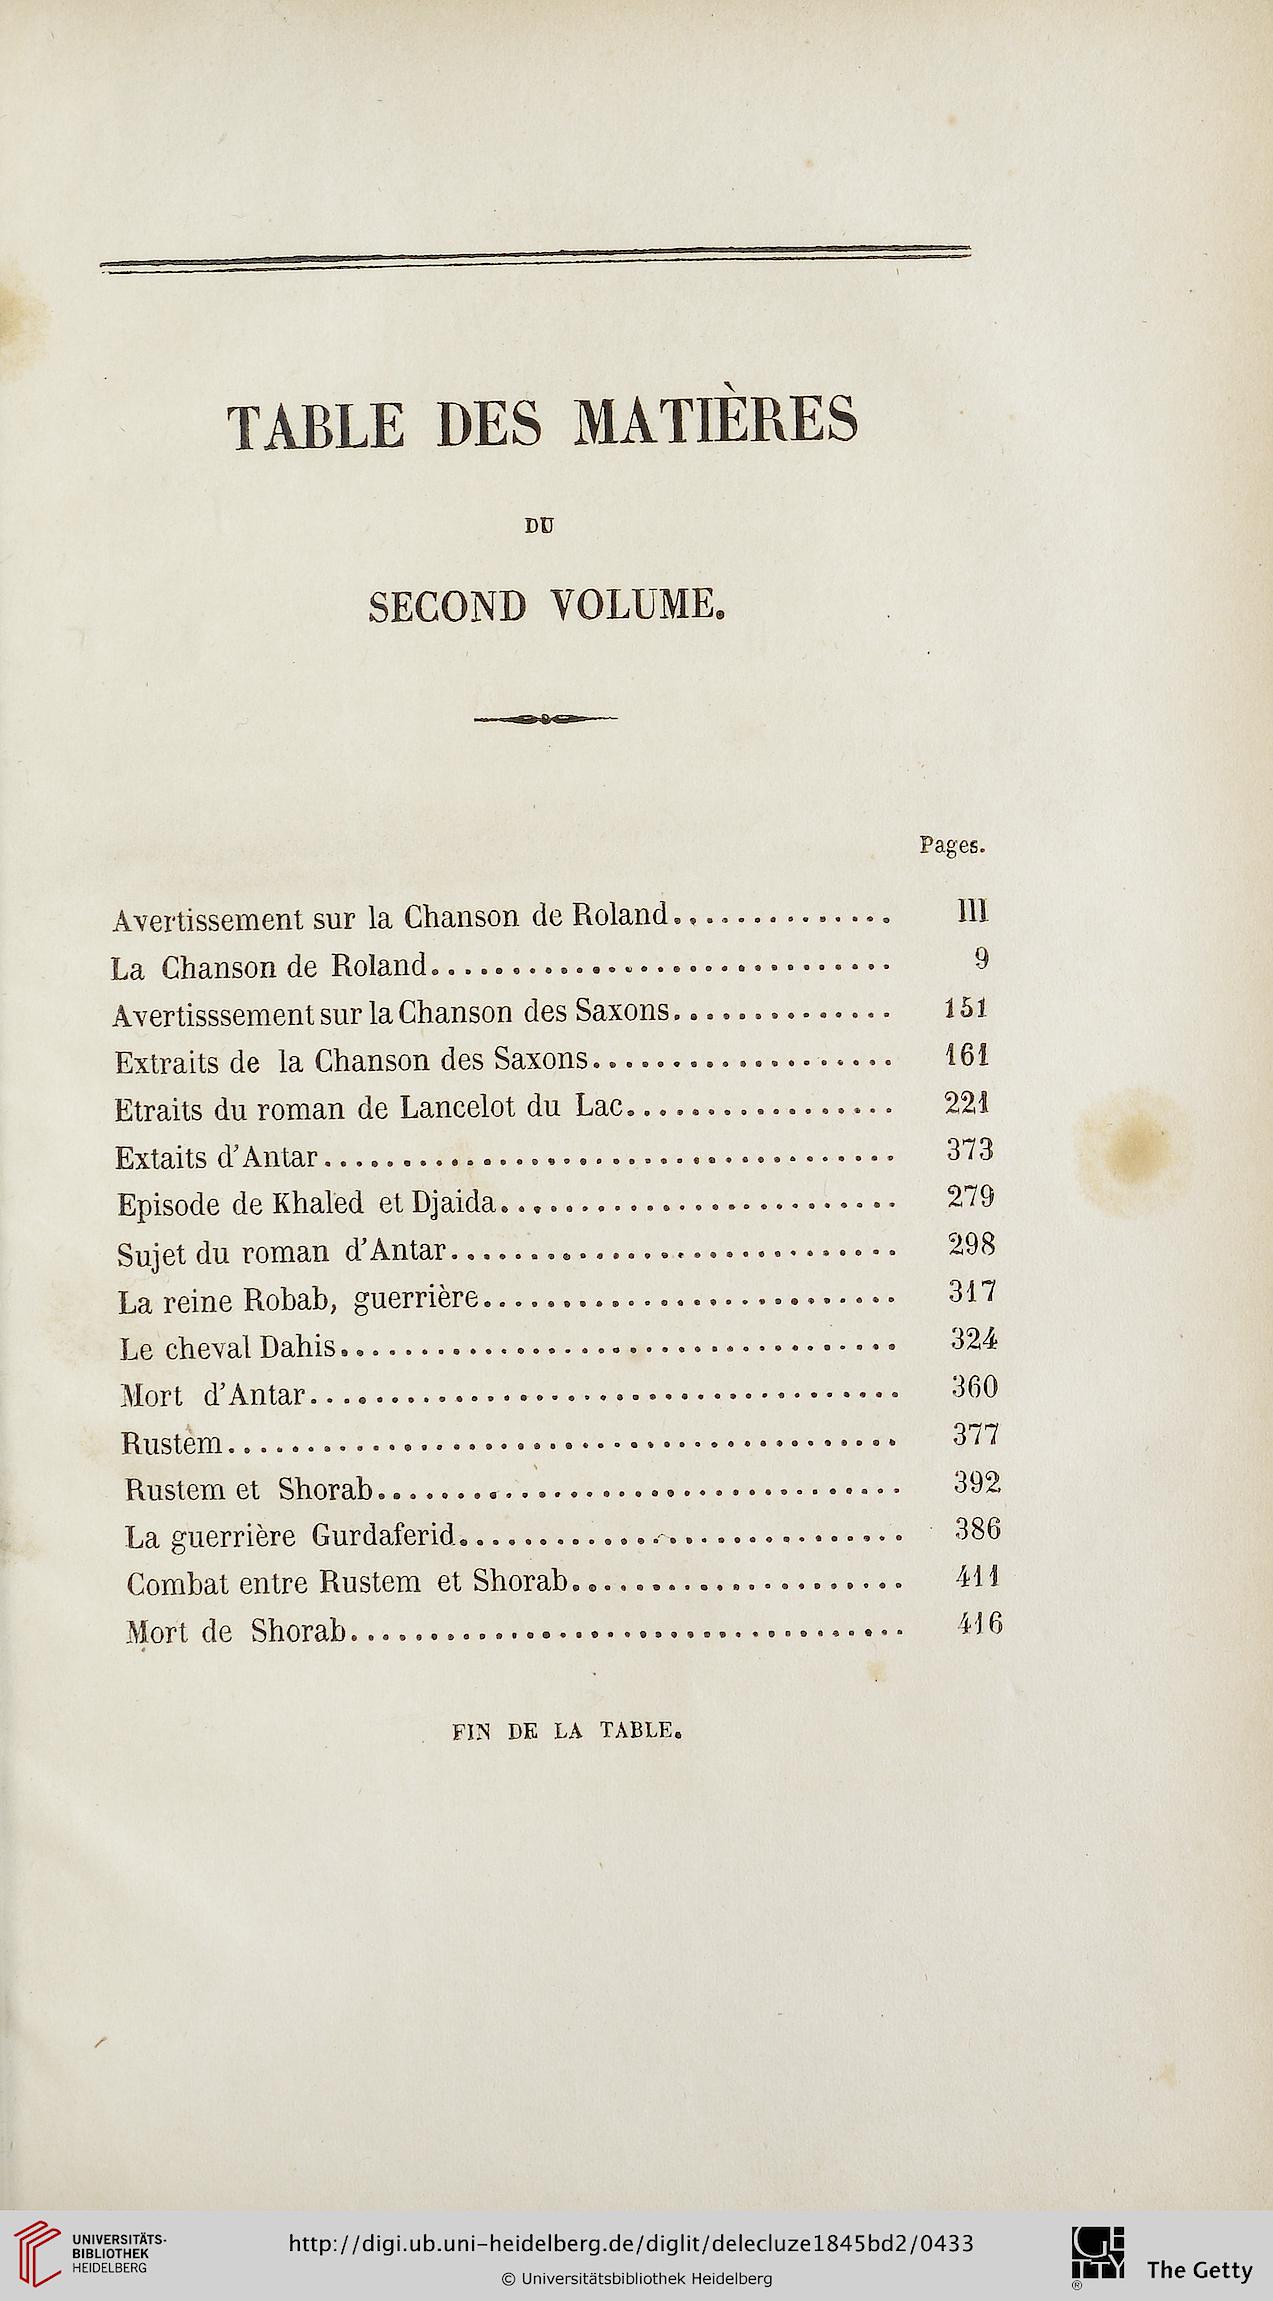 TABLE DES MATIÈRES
DU
SECOND VOLUME.
Pages.
Avertissement sur la Chanson de Roland.............. III
La Chanson de Roland............................. 9
Avertisssement sur la Chanson des Saxons.............. 151
Extraits de la Chanson des Saxons................... 161
Etraits du roman de Lancelot du Lac................. 221
Extaits d'Antar.................................... 373
Episode de Khaled et Djaida......................... 279
Sujet du roman d'Antar............................ 298
La reine Robab, guerrière.......................... 317
Le cheval Dahis................................... 324
Mort d'Antar..................................... 360
Rustem.......................................... 377
Rustem et Shorab................................. 392
La guerrière Gurdaferid............................ 386
Combat entre Rustem et Shorab..................... 411
Mort de Shorab................................... 416
FIN DE LA TABLE.
UNIVERSITÄTS-
BIBLIOTHEK
HEIDELBERG
http://digi.ub.uni-heidelberg.de/diglit/delecluze1845bd2/0433
© Universitätsbibliothek Heidelberg
GETTY
®
The Getty